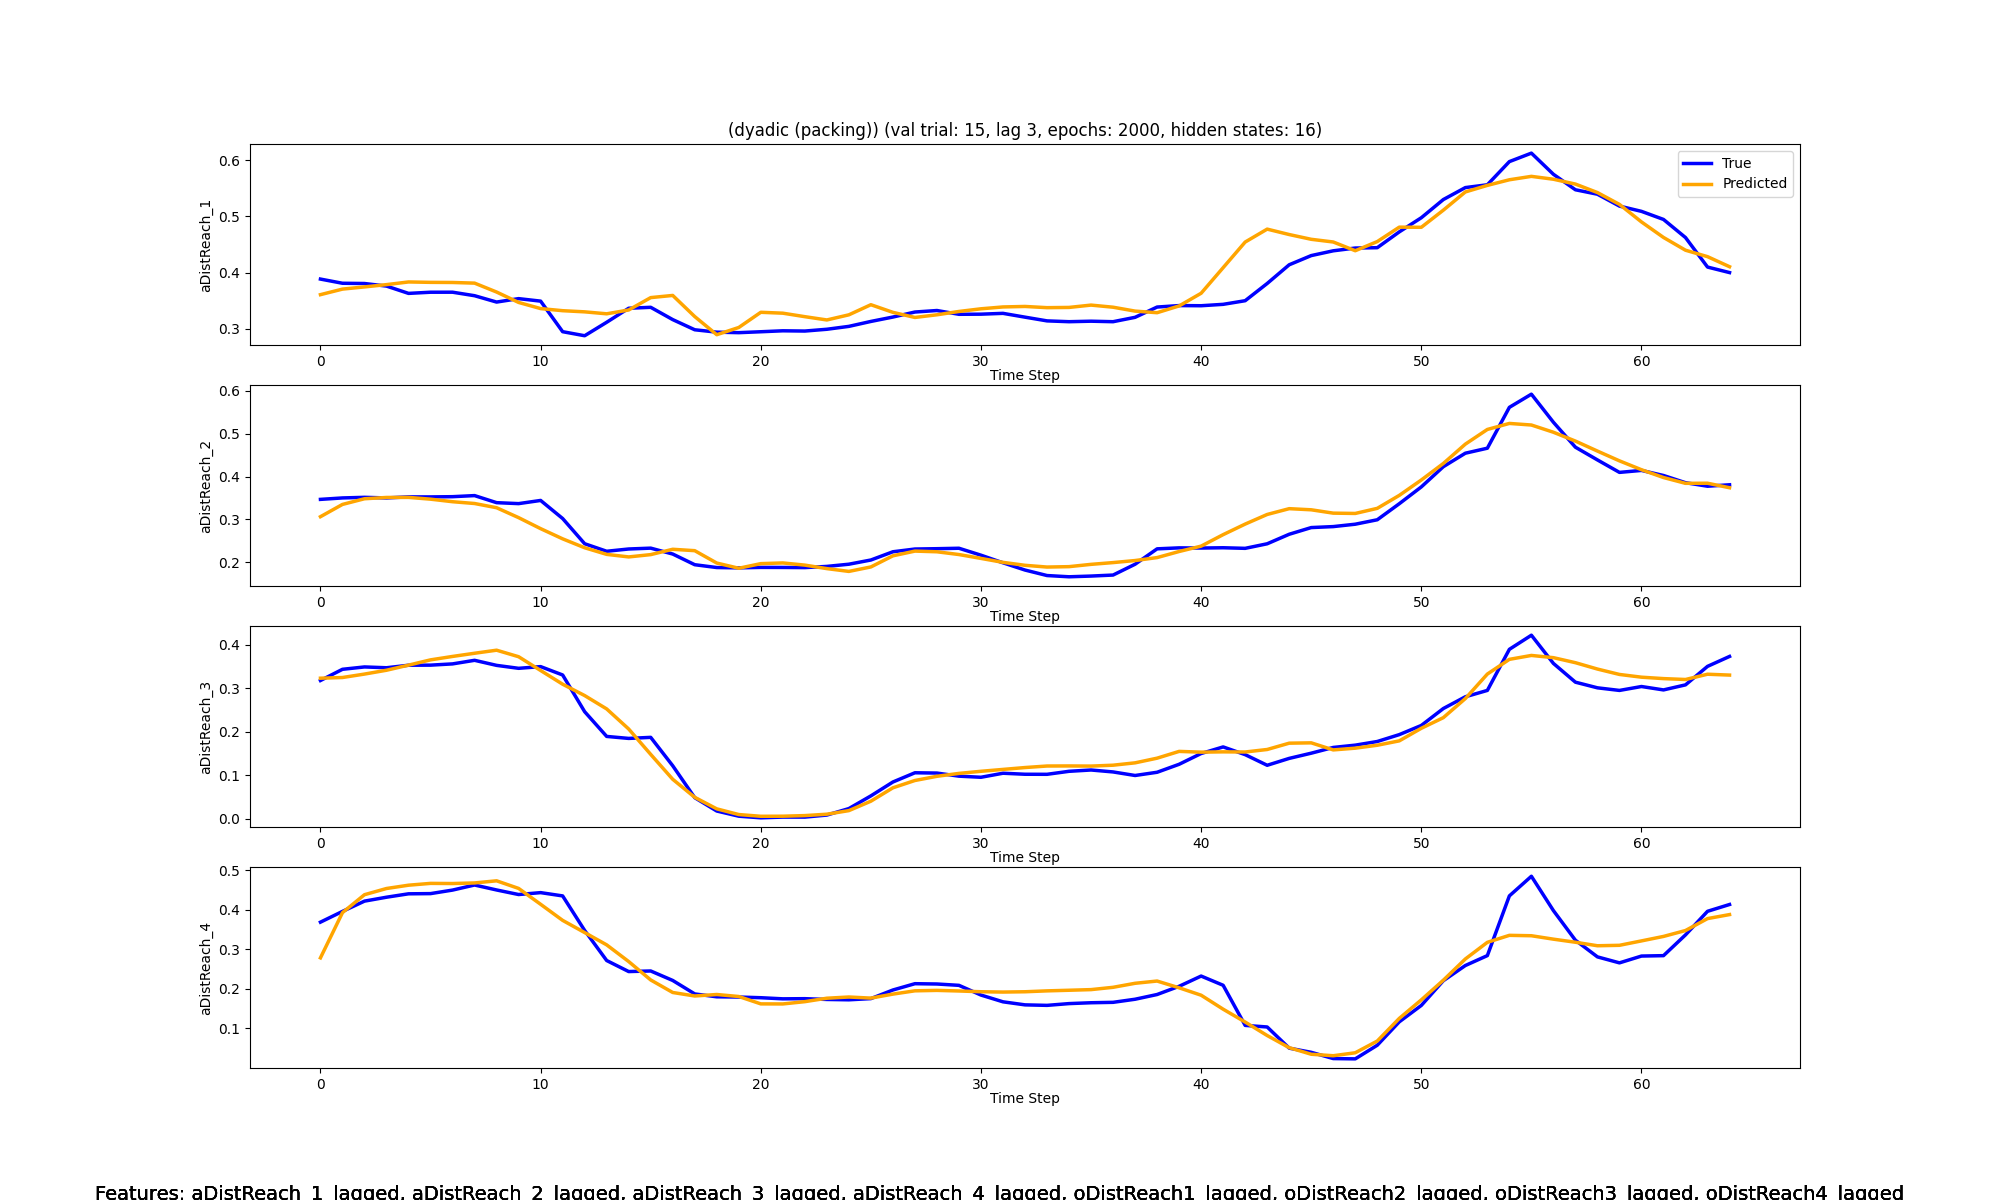 (dyadic (packing)) (val trial: 15, lag 3, epochs: 2000, hidden states: 16)
True
Predicted
aDistReach_1
0.6
0.5
0.4
0.3
0 10 20 30 40 50 60
Time Step
aDistReach_2
0.6
0.5
0.4
0.3
0.2
0 10 20 30 40 50 60
Time Step
aDistReach_3
0.4
0.3
0.2
0.1
0.0
0 10 20 30 40 50 60
Time Step
aDistReach_4
0.5
0.4
0.3
0.2
0.1
0 10 20 30 40 50 60
Time Step
Features: aDistReach_1_lagged, aDistReach_2_lagged, aDistReach_3_lagged, aDistReach_4_lagged, oDistReach1_lagged, oDistReach2_lagged, oDistReach3_lagged, oDistReach4_lagged